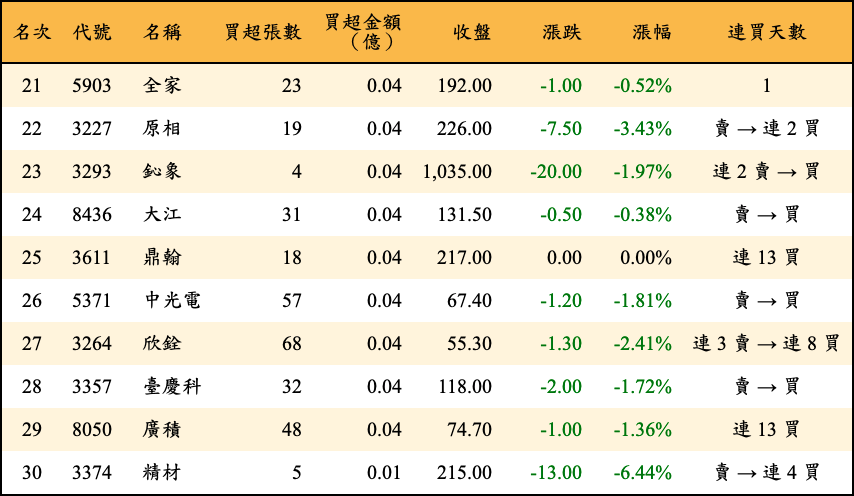 名次 代號 名稱 買超張數 買超金額（億） 收盤 漲跌 漲幅 連買天數
21 5903 全家 23 0.04 192.00 -1.00 -0.52% 1
22 3227 原相 19 0.04 226.00 -7.50 -3.43% 賣 → 連 2 買
23 3293 鈊象 4 0.04 1,035.00 -20.00 -1.97% 連 2 賣 → 買
24 8436 大江 31 0.04 131.50 -0.50 -0.38% 賣 → 買
25 3611 鼎翰 18 0.04 217.00 0.00 0.00% 連 13 買
26 5371 中光電 57 0.04 67.40 -1.20 -1.81% 賣 → 買
27 3264 欣銓 68 0.04 55.30 -1.30 -2.41% 連 3 賣 → 連 8 買
28 3357 臺慶科 32 0.04 118.00 -2.00 -1.72% 賣 → 買
29 8050 廣積 48 0.04 74.70 -1.00 -1.36% 連 13 買
30 3374 精材 5 0.01 215.00 -13.00 -6.44% 賣 → 連 4 買